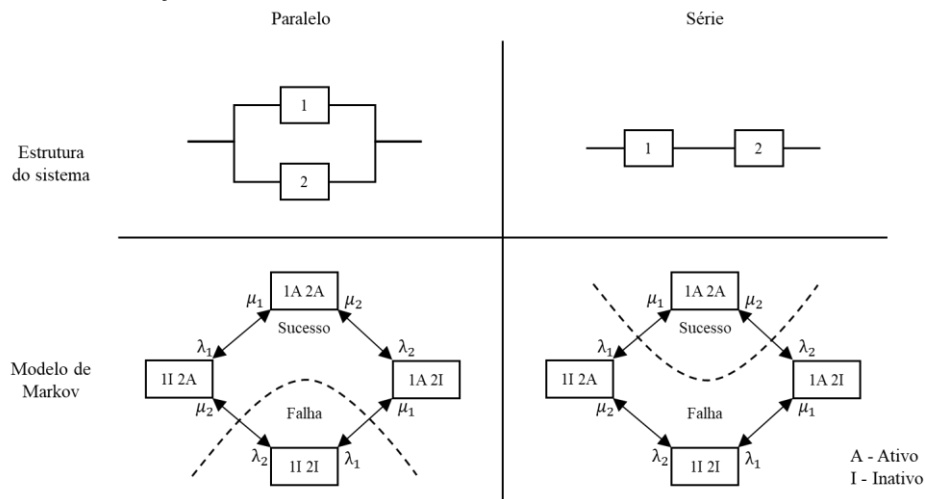 Paralelo
Série
Estrutura
do sistema
1
2
1
2
Modelo de
Markov
1A 2A
μ₁
μ₂
Sucesso
λ₁
λ₂
1I 2A
1A 2I
μ₂
μ₁
Falha
λ₂
λ₁
1I 2I
1A 2A
μ₁
μ₂
Sucesso
λ₁
λ₂
1I 2A
1A 2I
μ₂
μ₁
Falha
λ₂
λ₁
1I 2I
A - Ativo
I - Inativo